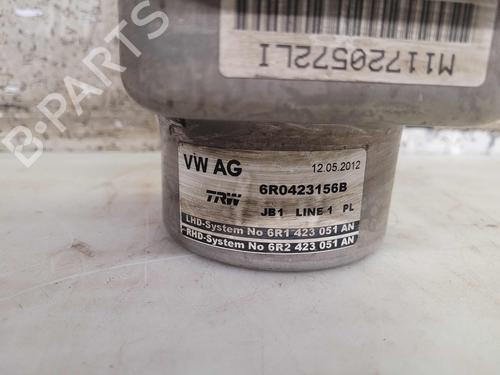 M117220572LI
B-PARTS
VW AG
12.05.2012
TRW
6R0423156B
JB1 LINE 1 PL
LHD-System No 6R1 423 051 AN
RHD-System No 6R2 423 051 AN